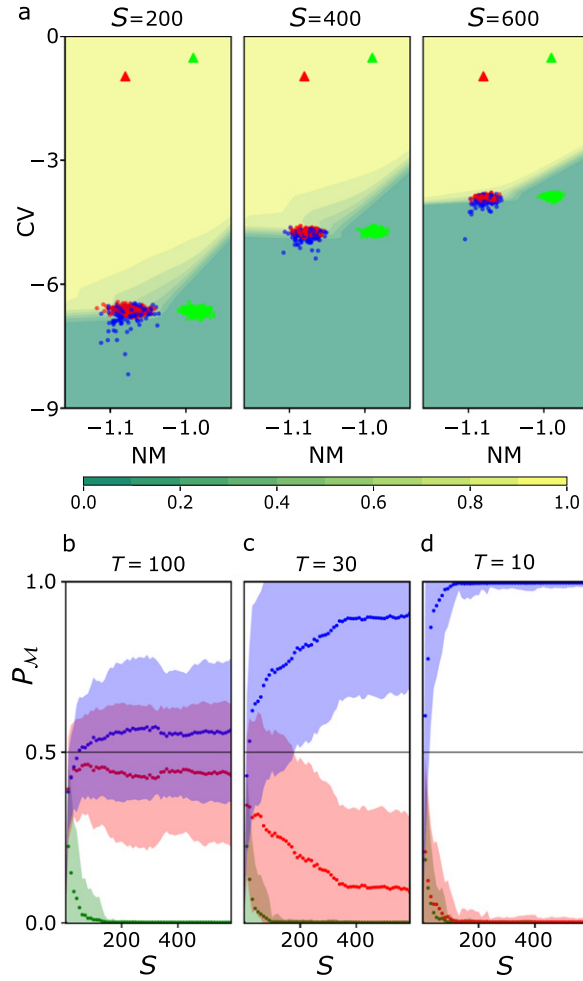 a
S=200 S=400 S=600
0
−3
−6
−9
CV
−1.1 −1.0 −1.1 −1.0 −1.1 −1.0
NM NM NM
0.0 0.2 0.4 0.6 0.8 1.0
b c d
T = 100 T = 30 T = 10
1.0
0.5
0.0
P_ℳ
200 400 200 400 200 400
S S S